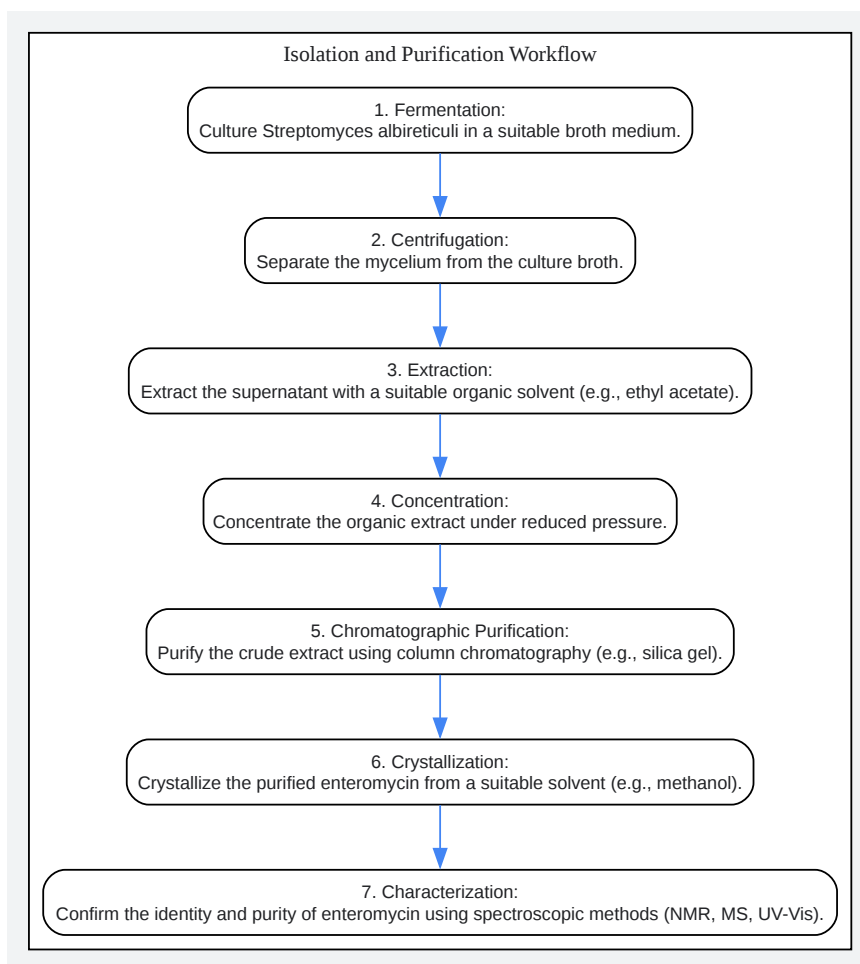 Isolation and Purification Workflow
1. Fermentation:
Culture Streptomyces albireticuli in a suitable broth medium.
2. Centrifugation:
Separate the mycelium from the culture broth.
3. Extraction:
Extract the supernatant with a suitable organic solvent (e.g., ethyl acetate).
4. Concentration:
Concentrate the organic extract under reduced pressure.
5. Chromatographic Purification:
Purify the crude extract using column chromatography (e.g., silica gel).
6. Crystallization:
Crystallize the purified enteromycin from a suitable solvent (e.g., methanol).
7. Characterization:
Confirm the identity and purity of enteromycin using spectroscopic methods (NMR, MS, UV-Vis).